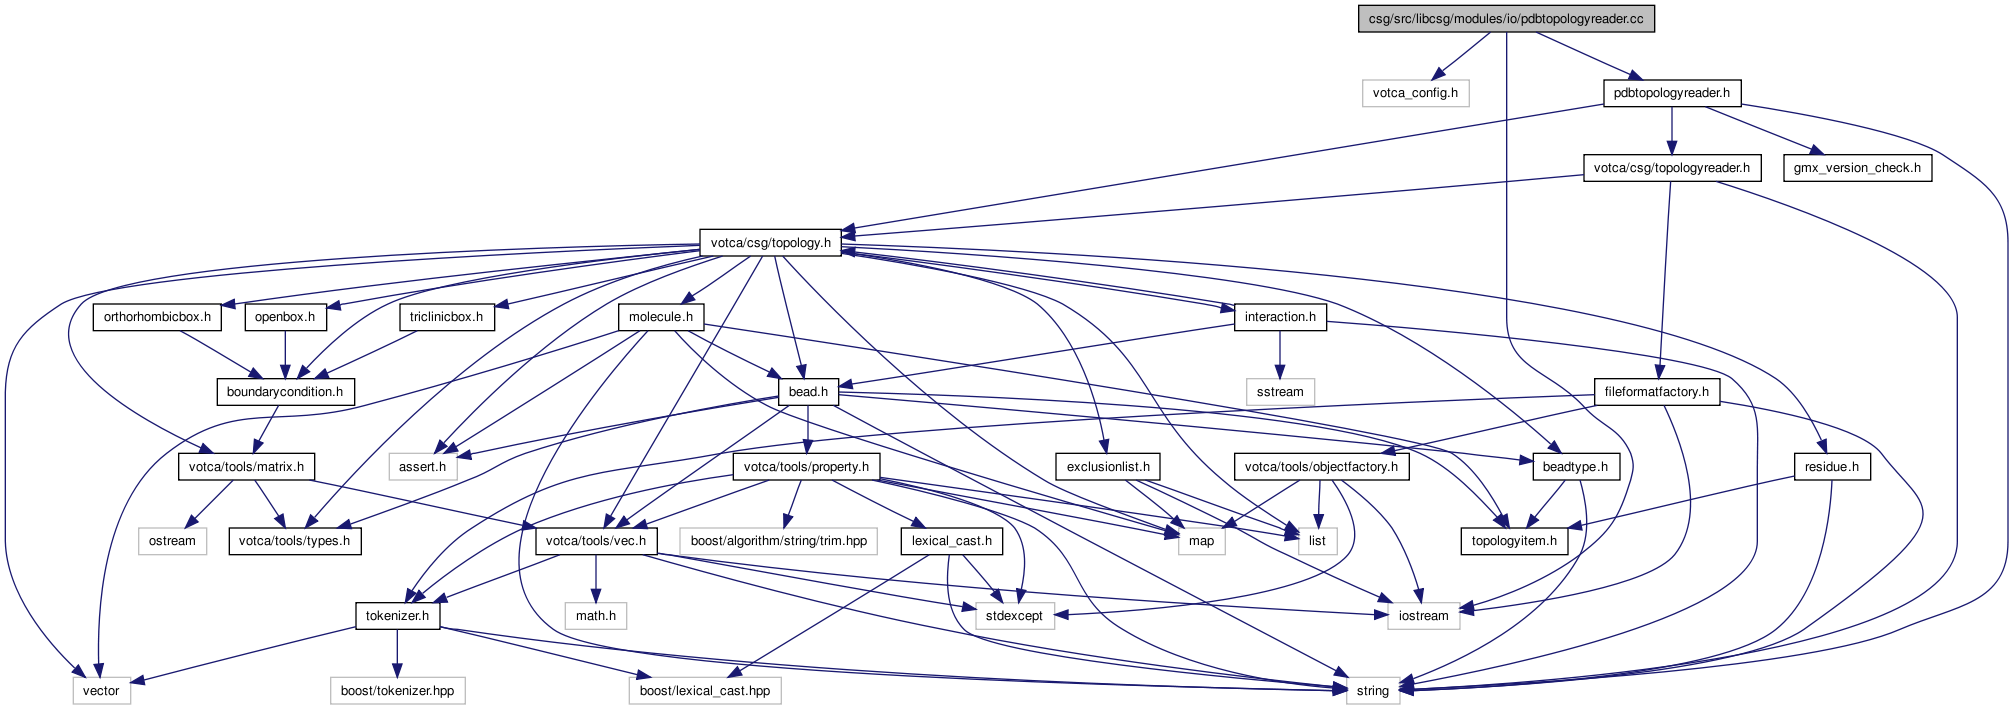 csg/src/libcsg/modules/io/pdbtopologyreader.cc
votca_config.h
pdbtopologyreader.h
votca/csg/topologyreader.h
gmx_version_check.h
votca/csg/topology.h
orthorhombicbox.h
openbox.h
triclinicbox.h
molecule.h
interaction.h
boundarycondition.h
bead.h
sstream
fileformatfactory.h
votca/tools/matrix.h
assert.h
votca/tools/property.h
exclusionlist.h
votca/tools/objectfactory.h
beadtype.h
residue.h
ostream
votca/tools/types.h
votca/tools/vec.h
boost/algorithm/string/trim.hpp
lexical_cast.h
map
list
topologyitem.h
tokenizer.h
math.h
stdexcept
iostream
vector
boost/tokenizer.hpp
boost/lexical_cast.hpp
string